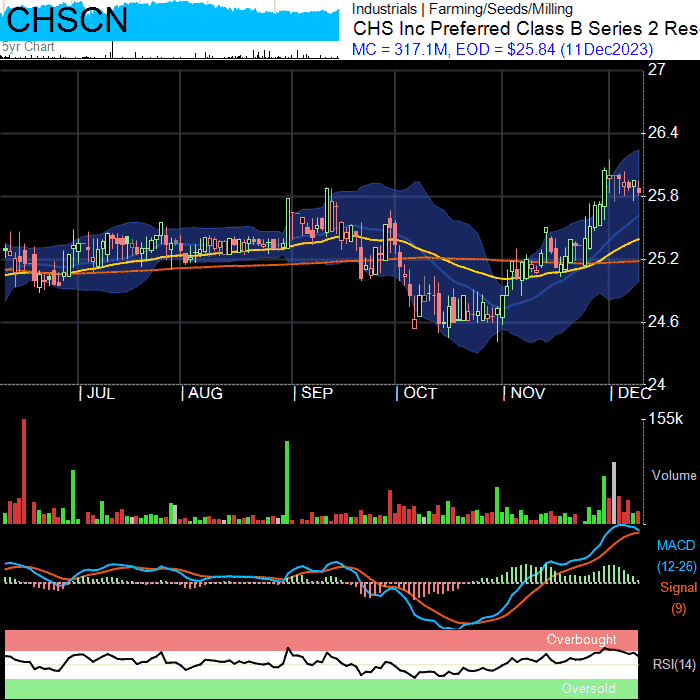 CHSCN
5yr Chart
Industrials | Farming/Seeds/Milling
CHS Inc Preferred Class B Series 2 Res
MC = 317.1M, EOD = $25.84 (11Dec2023)
27
26.4
25.8
25.2
24.6
24
JUL AUG SEP OCT NOV DEC
155k
Volume
MACD
(12-26)
Signal
(9)
Overbought
RSI(14)
Oversold